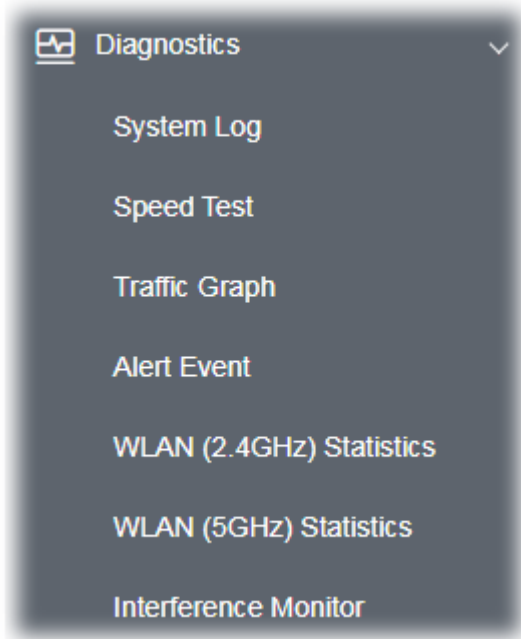 Diagnostics
System Log
Speed Test
Traffic Graph
Alert Event
WLAN (2.4GHz) Statistics
WLAN (5GHz) Statistics
Interference Monitor